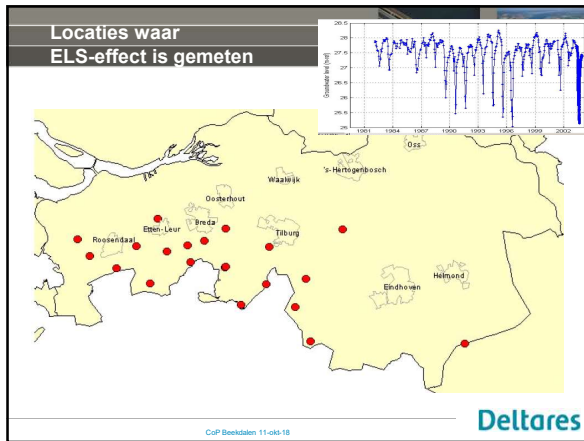 Locaties waar
ELS-effect is gemeten
28.5
28
27.5
27
26.5
26
25.5
25
1981 1984 1987 1990 1993 1996 1999 2002
Oss
's-Hertogenbosch
Waalwijk
Oosterhout
Breda
Etten-Leur
Tilburg
Roosendaal
Helmond
Eindhoven
CoP Beekdalen 11-okt-18
Deltares